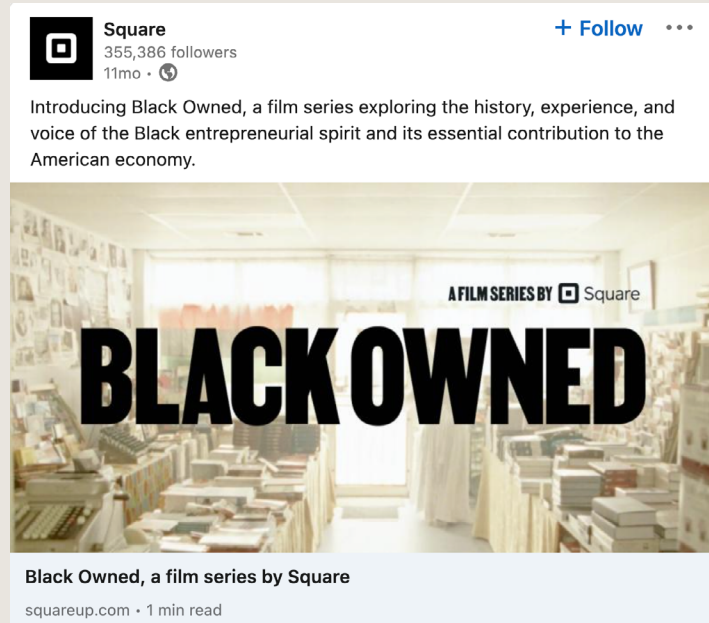 Square
+ Follow
355,386 followers
11mo •
Introducing Black Owned, a film series exploring the history, experience, and
voice of the Black entrepreneurial spirit and its essential contribution to the
American economy.
A FILM SERIES BY Square
BLACK OWNED
Black Owned, a film series by Square
squareup.com • 1 min read